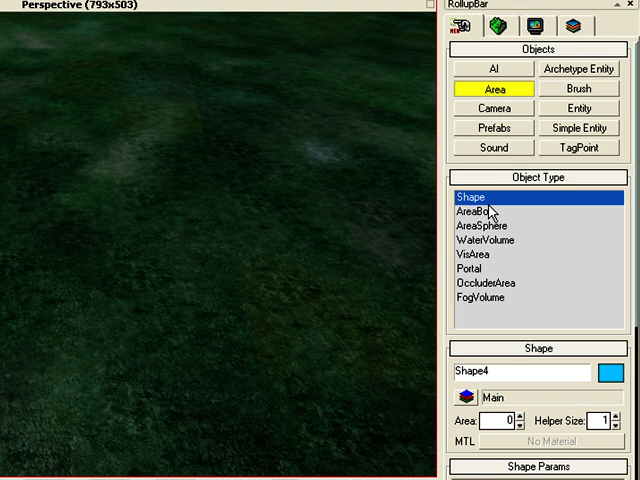 Perspective (793x503)
RollupBar
NEW
Objects
AI
Archetype Entity
Area
Brush
Camera
Entity
Prefabs
Simple Entity
Sound
TagPoint
Object Type
Shape
AreaBo
AreaSphere
WaterVolume
VisArea
Portal
OccluderArea
FogVolume
Shape
Shape4
Main
Area: 0 Helper Size: 1
MTL No Material
Shape Params